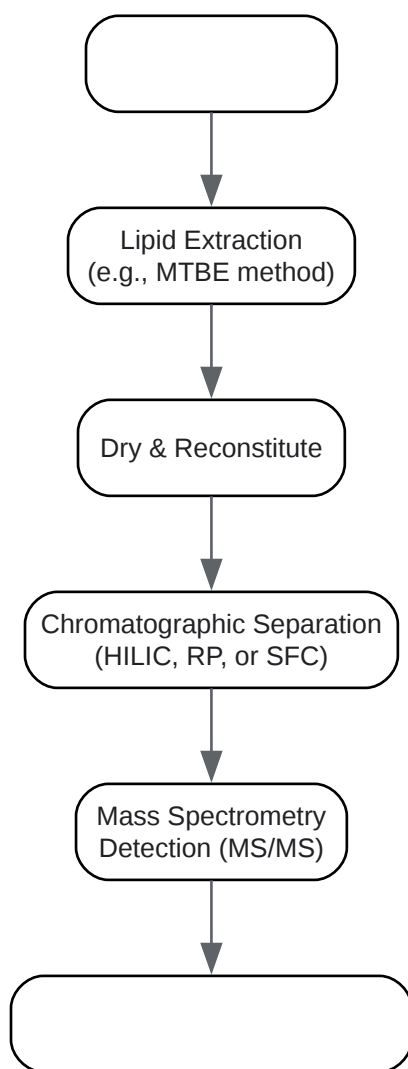 Lipid Extraction
(e.g., MTBE method)
Dry & Reconstitute
Chromatographic Separation
(HILIC, RP, or SFC)
Mass Spectrometry
Detection (MS/MS)